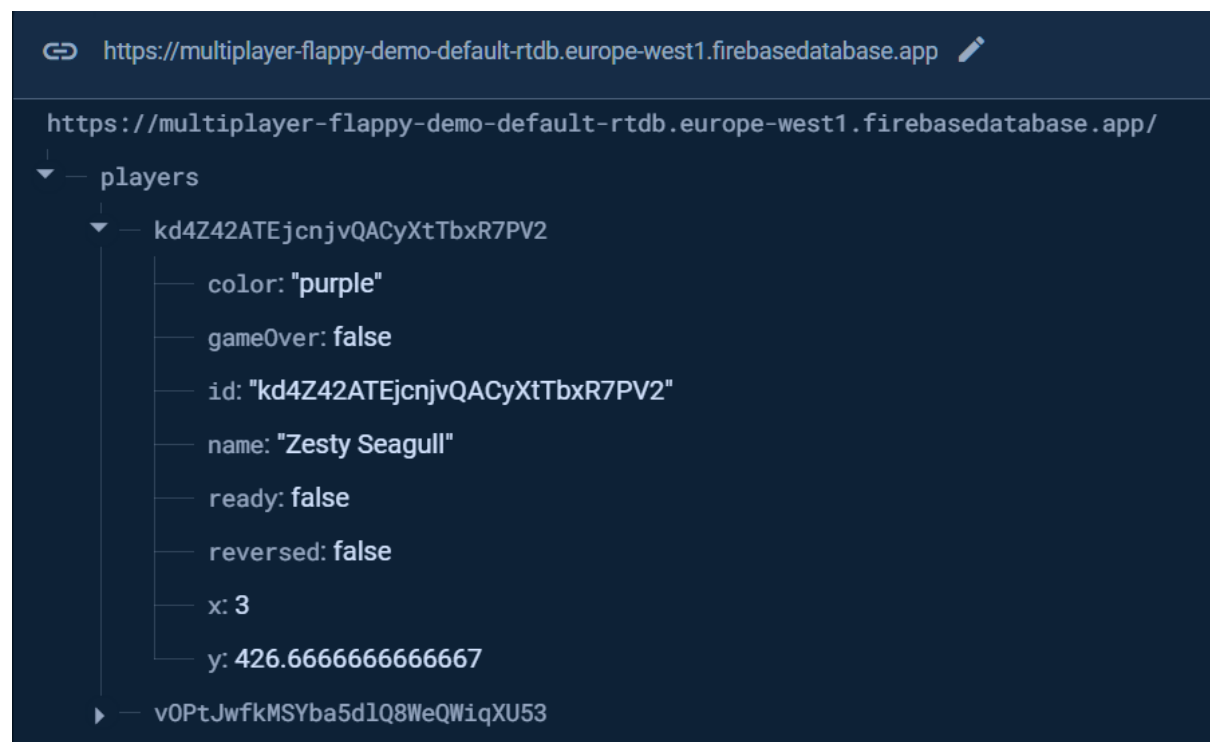 https://multiplayer-flappy-demo-default-rtdb.europe-west1.firebasedatabase.app
https://multiplayer-flappy-demo-default-rtdb.europe-west1.firebasedatabase.app/
players
kd4Z42ATEjcnjvQACyXtTbxR7PV2
color: "purple"
gameOver: false
id: "kd4Z42ATEjcnjvQACyXtTbxR7PV2"
name: "Zesty Seagull"
ready: false
reversed: false
x: 3
y: 426.6666666666667
vOPtJwfkMSYba5dlQ8WeQWiqXU53